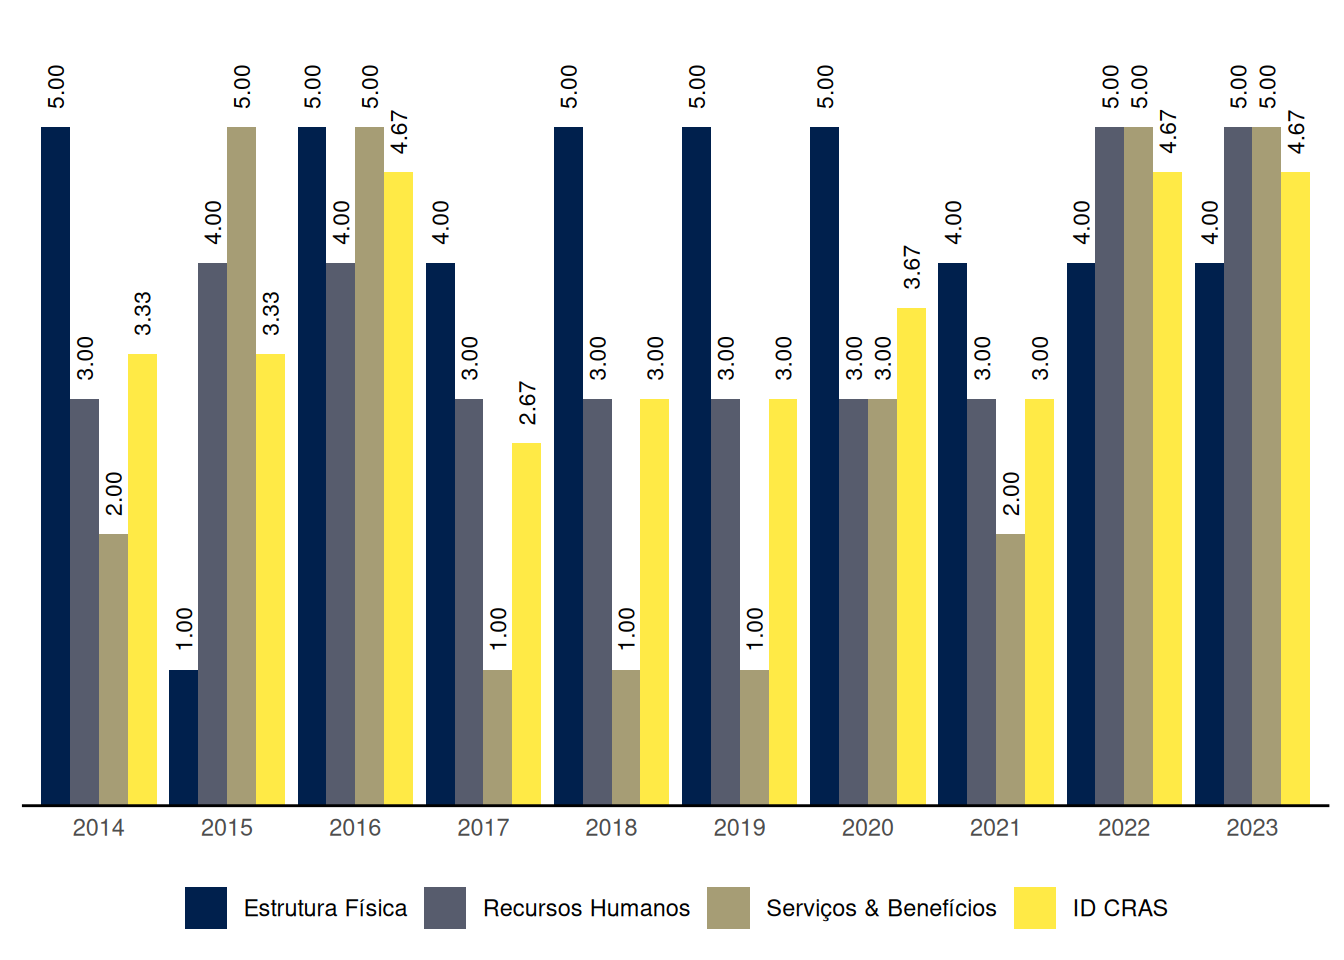 5.00 3.00 2.00 3.33
1.00 4.00 5.00 3.33
5.00 4.00 5.00 4.67
4.00 3.00 1.00 2.67
5.00 3.00 1.00 3.00
5.00 3.00 1.00 3.00
5.00 3.00 3.00 3.67
4.00 3.00 2.00 3.00
4.00 5.00 5.00 4.67
4.00 5.00 5.00 4.67
2014 2015 2016 2017 2018 2019 2020 2021 2022 2023
Estrutura Física Recursos Humanos Serviços & Benefícios ID CRAS